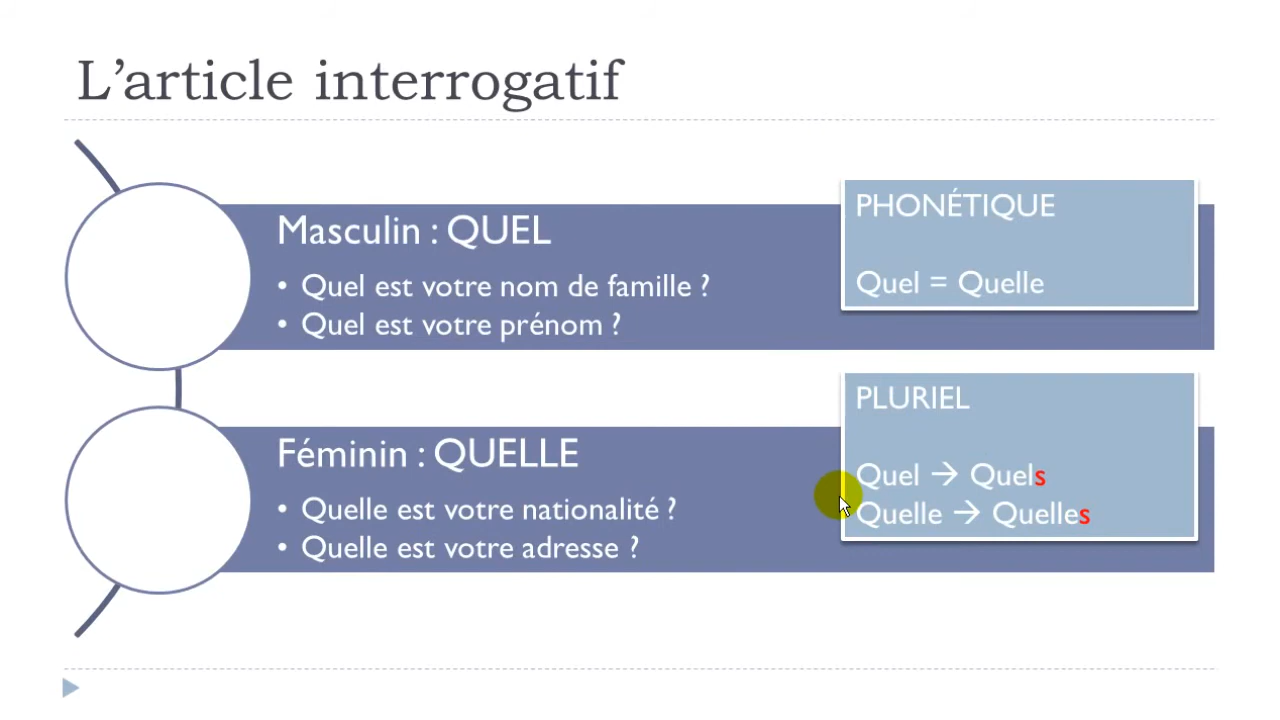 L’article interrogatif
Masculin : QUEL
• Quel est votre nom de famille ?
• Quel est votre prénom ?
PHONÉTIQUE
Quel = Quelle
Féminin : QUELLE
• Quelle est votre nationalité ?
• Quelle est votre adresse ?
PLURIEL
Quel → Quels
Quelle → Quelles